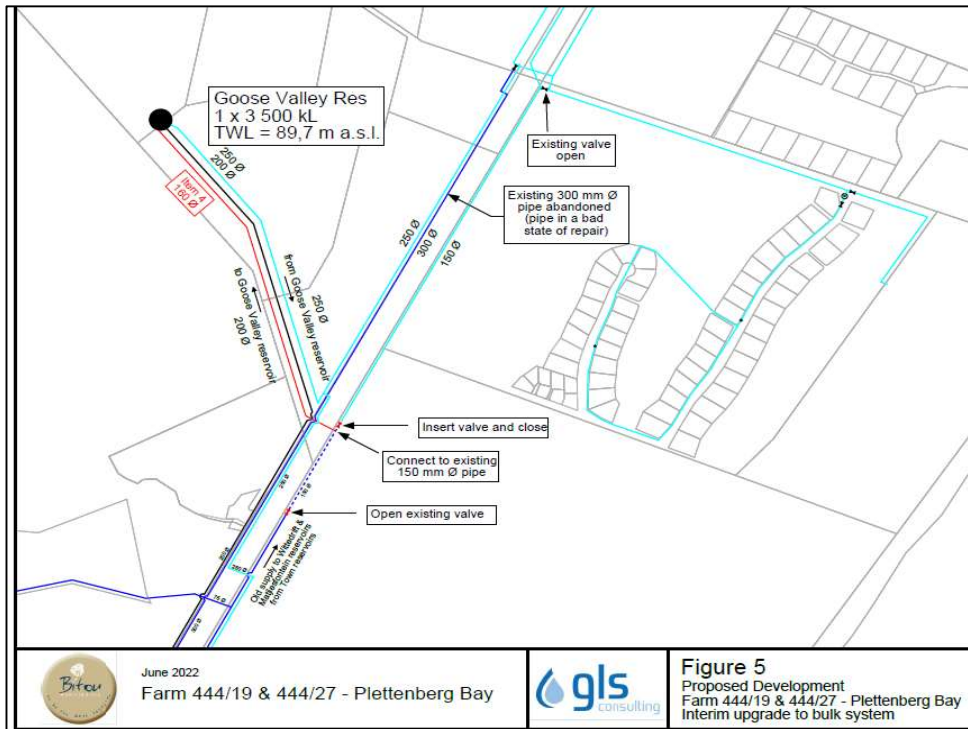 Goose Valley Res
1 x 3 500 kL
TWL = 89,7 m a.s.l.
250 Ø
200 Ø
Item 4
160 Ø
Existing valve
open
Existing 300 mm Ø
pipe abandoned
(pipe in a bad
state of repair)
250 Ø
300 Ø
150 Ø
from Goose Valley reservoir
250 Ø
to Goose Valley reservoir
200 Ø
Insert valve and close
Connect to existing
150 mm Ø pipe
Open existing valve
Old supply to Wittedrift &
Matjiesfontein reservoirs
from Town reservoirs
75 Ø
Bitou
June 2022
Farm 444/19 & 444/27 - Plettenberg Bay
gls
consulting
Figure 5
Proposed Development
Farm 444/19 & 444/27 - Plettenberg Bay
Interim upgrade to bulk system